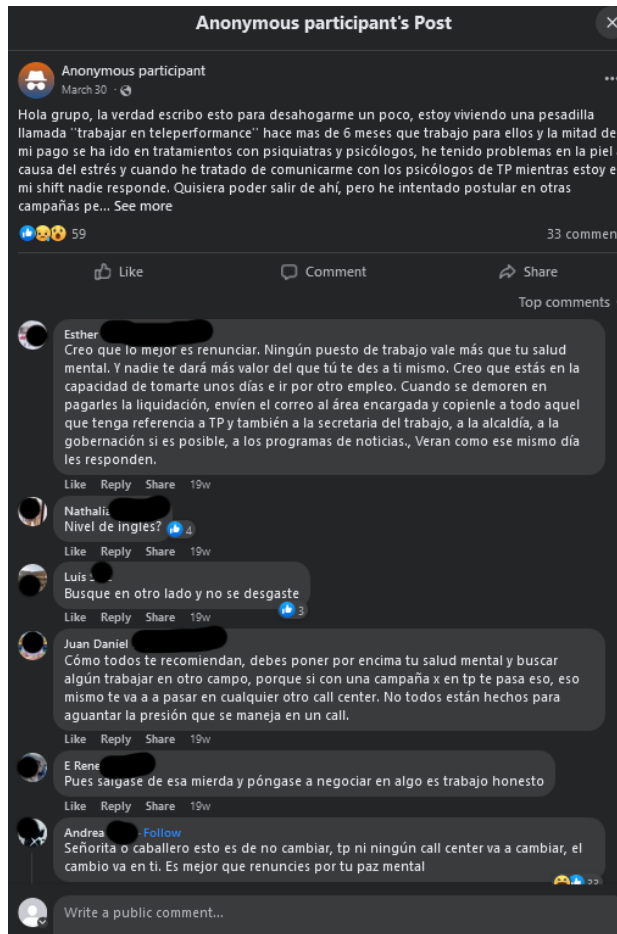 Anonymous participant's Post
Anonymous participant
March 30 ·
Hola grupo, la verdad escribo esto para desahogarme un poco, estoy viviendo una pesadilla
llamada ¨trabajar en teleperformance¨ hace mas de 6 meses que trabajo para ellos y la mitad de
mi pago se ha ido en tratamientos con psiquiatras y psicólogos, he tenido problemas en la piel
causa del estrés y cuando he tratado de comunicarme con los psicólogos de TP mientras estoy e
mi shift nadie responde. Quisiera poder salir de ahí, pero he intentado postular en otras
campañas pe... See more
59
33 commen
Like
Comment
Share
Top comments
Esther
Creo que lo mejor es renunciar. Ningún puesto de trabajo vale más que tu salud
mental. Y nadie te dará más valor del que tú te des a ti mismo. Creo que estás en la
capacidad de tomarte unos días e ir por otro empleo. Cuando se demoren en
pagarles la liquidación, envíen el correo al área encargada y copienle a todo aquel
que tenga referencia a TP y también a la secretaria del trabajo, a la alcaldía, a la
gobernación si es posible, a los programas de noticias., Veran como ese mismo día
les responden.
Like Reply Share 19w
Nathalia
Nivel de inglés?
4
Like Reply Share 19w
Luis
Busque en otro lado y no se desgaste
3
Like Reply Share 19w
Juan Daniel
Cómo todos te recomiendan, debes poner por encima tu salud mental y buscar
algún trabajar en otro campo, porque si con una campaña x en tp te pasa eso, eso
mismo te va a a pasar en cualquier otro call center. No todos están hechos para
aguantar la presión que se maneja en un call.
Like Reply Share 19w
E Rene
Pues salgase de esa mierda y póngase a negociar en algo es trabajo honesto
Like Reply Share 19w
Andrea · Follow
Señorita o caballero esto es de no cambiar, tp ni ningún call center va a cambiar, el
cambio va en ti. Es mejor que renuncies por tu paz mental
Write a public comment...